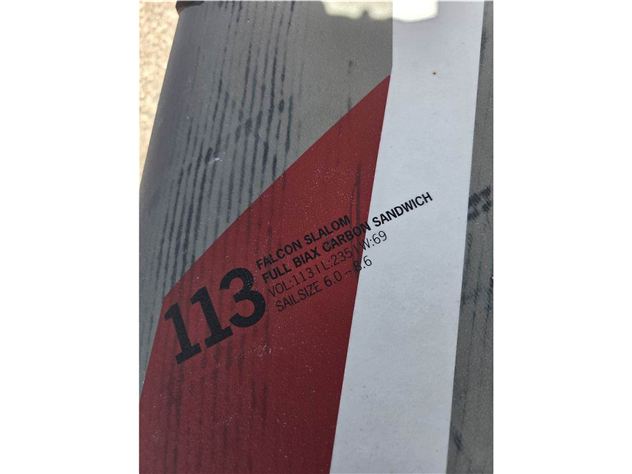 113
FALCON SLALOM
FULL BIAX CARBON SANDWICH
VOL:113 | L:235 | W:69
SAILSIZE 6.0 – 8.6